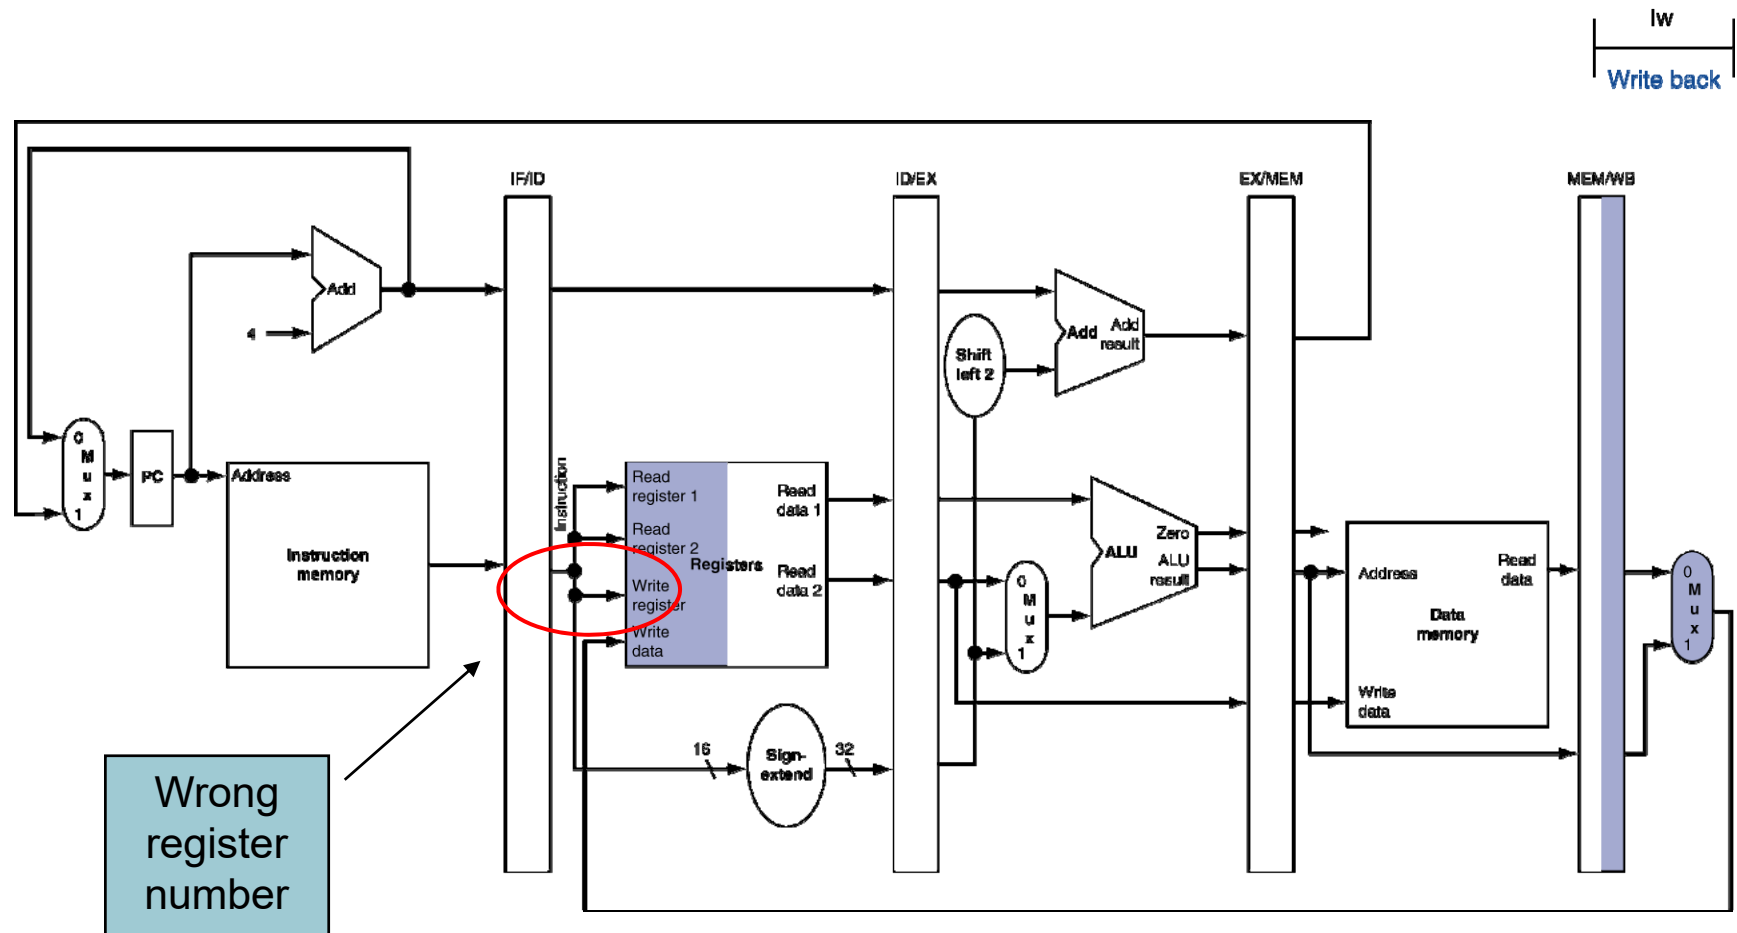 lw
Write back
IF/ID
ID/EX
EX/MEM
MEM/WB
Add
4
Add
Add
result
Shift
left 2
0
M
u
x
1
PC
Address
Instruction
memory
Instruction
Read
register 1
Read
register 2
Write
register
Write
data
Registers
Read
data 1
Read
data 2
0
M
u
x
1
Zero
ALU
ALU
result
Address
Read
data
Data
memory
Write
data
0
M
u
x
1
16
Sign-
extend
32
Wrong
register
number